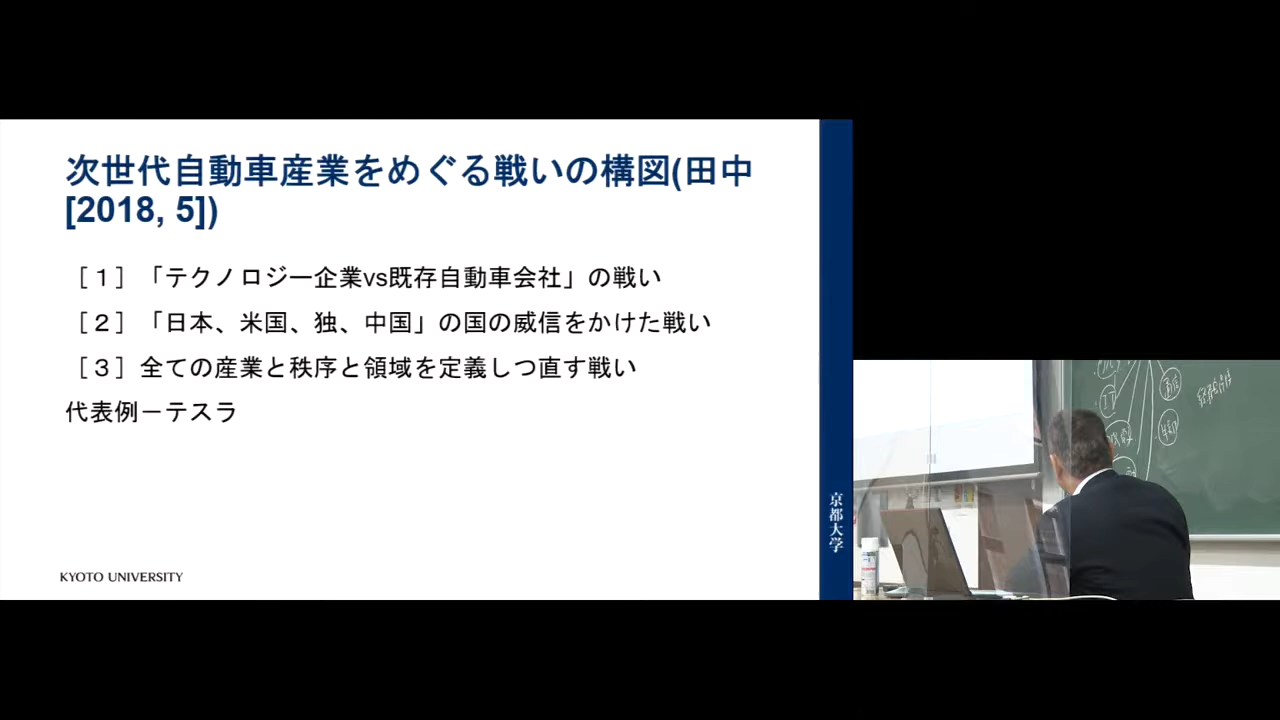 次世代自動車産業をめぐる戦いの構図(田中
[2018, 5])
［１］「テクノロジー企業vs既存自動車会社」の戦い
［２］「日本、米国、独、中国」の国の威信をかけた戦い
［３］全ての産業と秩序と領域を定義しつ直す戦い
代表例－テスラ
KYOTO UNIVERSITY
京都大学
IT
通信